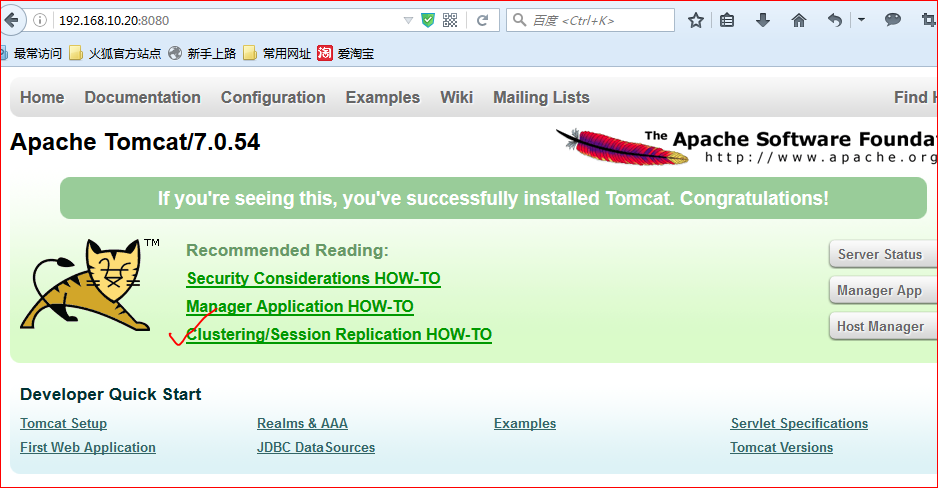 192.168.10.20:8080
百度 <Ctrl+K>
最常访问 火狐官方站点 新手上路 常用网址 淘 爱淘宝
Home Documentation Configuration Examples Wiki Mailing Lists Find H
Apache Tomcat/7.0.54
The Apache Software Founda
http://www.apache.org
If you're seeing this, you've successfully installed Tomcat. Congratulations!
TM
Recommended Reading:
Security Considerations HOW-TO
Manager Application HOW-TO
Clustering/Session Replication HOW-TO
Server Status
Manager App
Host Manager
Developer Quick Start
Tomcat Setup Realms & AAA Examples Servlet Specifications
First Web Application JDBC DataSources Tomcat Versions